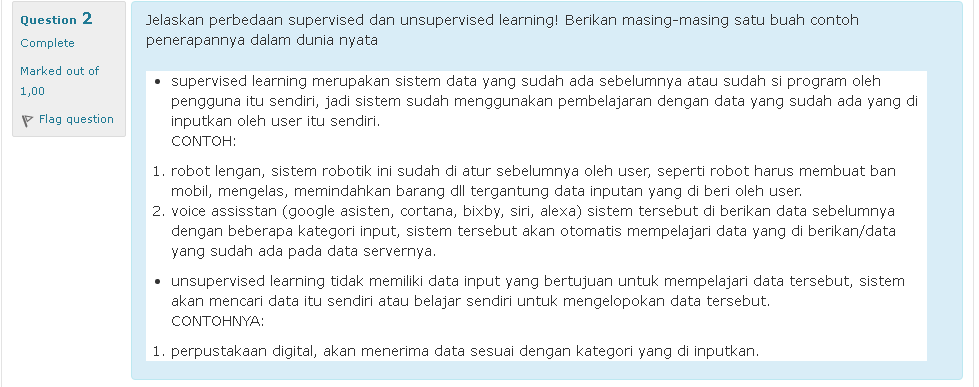 Question 2
Complete
Marked out of
1,00
Flag question
Jelaskan perbedaan supervised dan unsupervised learning! Berikan masing-masing satu buah contoh
penerapannya dalam dunia nyata
• supervised learning merupakan sistem data yang sudah ada sebelumnya atau sudah si program oleh
pengguna itu sendiri, jadi sistem sudah menggunakan pembelajaran dengan data yang sudah ada yang di
inputkan oleh user itu sendiri.
CONTOH:
1. robot lengan, sistem robotik ini sudah di atur sebelumnya oleh user, seperti robot harus membuat ban
mobil, mengelas, memindahkan barang dll tergantung data inputan yang di beri oleh user.
2. voice assisstan (google asisten, cortana, bixby, siri, alexa) sistem tersebut di berikan data sebelumnya
dengan beberapa kategori input, sistem tersebut akan otomatis mempelajari data yang di berikan/data
yang sudah ada pada data servernya.
• unsupervised learning tidak memiliki data input yang bertujuan untuk mempelajari data tersebut, sistem
akan mencari data itu sendiri atau belajar sendiri untuk mengelopokan data tersebut.
CONTOHNYA:
1. perpustakaan digital, akan menerima data sesuai dengan kategori yang di inputkan.